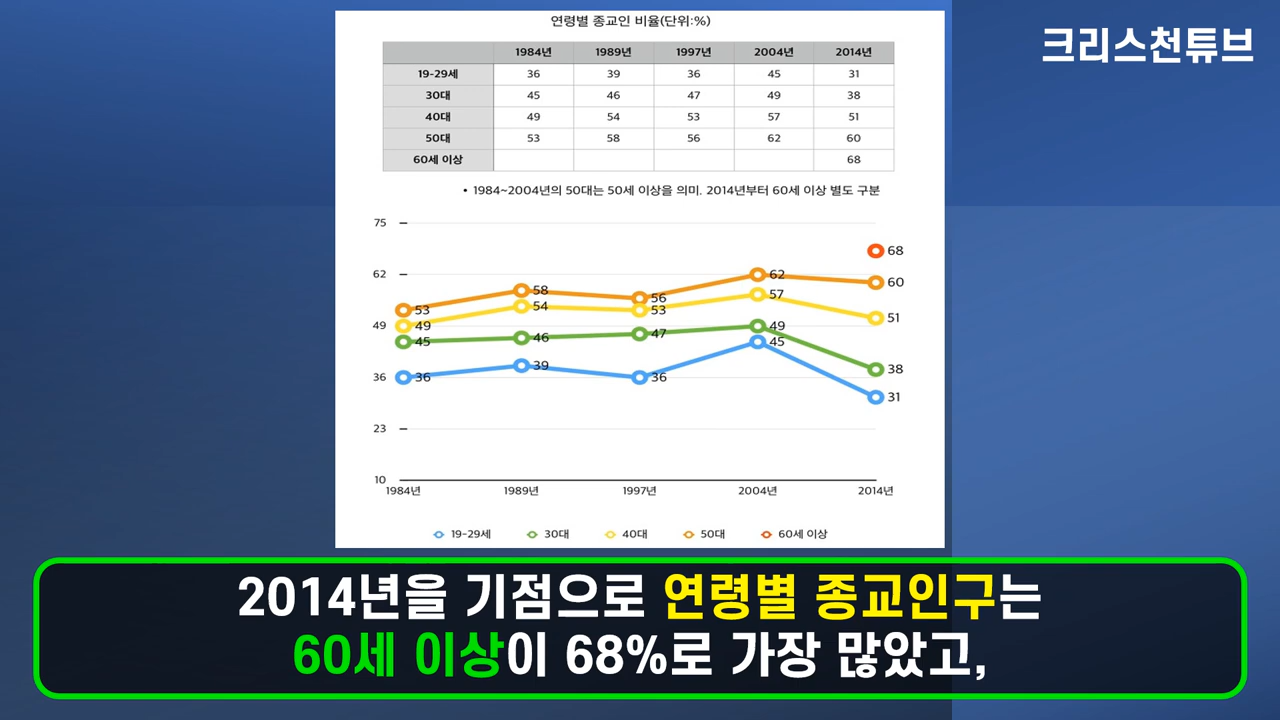 연령별 종교인 비율(단위:%)
크리스천튜브
1984년 1989년 1997년 2004년 2014년
19-29세 36 39 36 45 31
30대 45 46 47 49 38
40대 49 54 53 57 51
50대 53 58 56 62 60
60세 이상 68
• 1984~2004년의 50대는 50세 이상을 의미. 2014년부터 60세 이상 별도 구분
75
68
62
62
60
58
57
56
54
53
53
51
49
49
49
47
46
45
45
39
38
36
36
36
31
23
10
1984년 1989년 1997년 2004년 2014년
19-29세 30대 40대 50대 60세 이상
2014년을 기점으로 연령별 종교인구는
60세 이상이 68%로 가장 많았고,